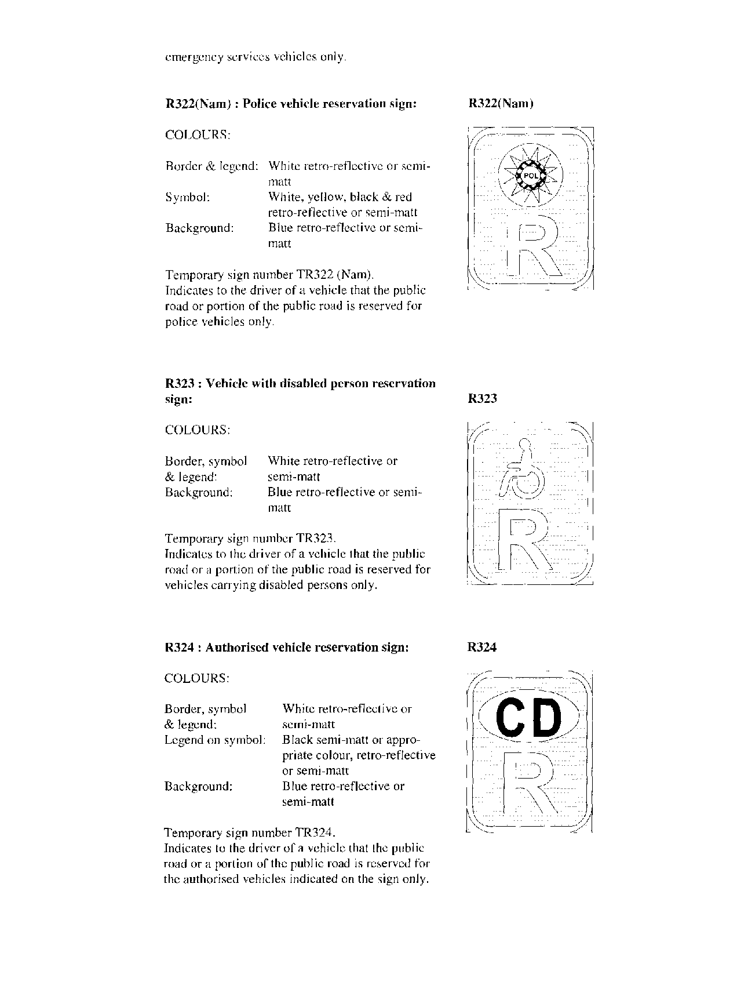 emergency services vehicles only.
R322(Nam) : Police vehicle reservation sign:
R322(Nam)
COLOURS:
Border & legend: White retro-reflective or semi-
matt
Symbol: White, yellow, black & red
retro-reflective or semi-matt
Background: Blue retro-reflective or semi-
matt
POL
R
Temporary sign number TR322 (Nam).
Indicates to the driver of a vehicle that the public
road or portion of the public road is reserved for
police vehicles only.
R323 : Vehicle with disabled person reservation
sign:
R323
COLOURS:
Border, symbol White retro-reflective or
& legend: semi-matt
Background: Blue retro-reflective or semi-
matt
R
Temporary sign number TR323.
Indicates to the driver of a vehicle that the public
road or a portion of the public road is reserved for
vehicles carrying disabled persons only.
R324 : Authorised vehicle reservation sign:
R324
COLOURS:
Border, symbol White retro-reflective or
& legend: semi-matt
Legend on symbol: Black semi-matt or appro-
priate colour, retro-reflective
or semi-matt
Background: Blue retro-reflective or
semi-matt
CD
R
Temporary sign number TR324.
Indicates to the driver of a vehicle that the public
road or a portion of the public road is reserved for
the authorised vehicles indicated on the sign only.